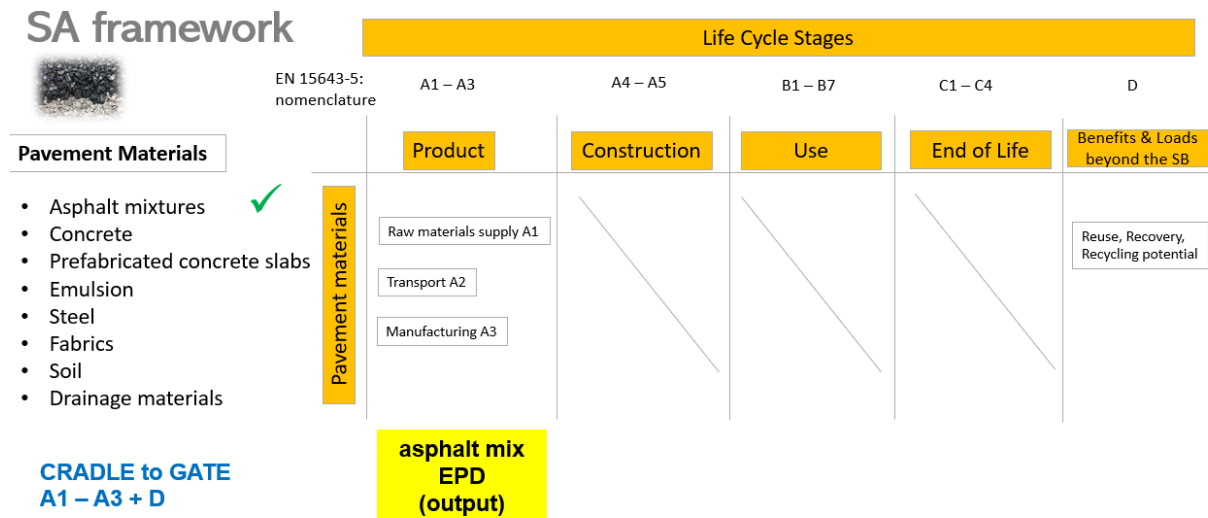 SA framework
Life Cycle Stages
EN 15643-5:
nomenclature
A1 – A3
A4 – A5
B1 – B7
C1 – C4
D
Pavement Materials
Product
Construction
Use
End of Life
Benefits & Loads
beyond the SB
• Asphalt mixtures ✓
• Concrete
• Prefabricated concrete slabs
• Emulsion
• Steel
• Fabrics
• Soil
• Drainage materials
Pavement materials
Raw materials supply A1
Transport A2
Manufacturing A3
Reuse, Recovery,
Recycling potential
CRADLE to GATE
A1 – A3 + D
asphalt mix
EPD
(output)